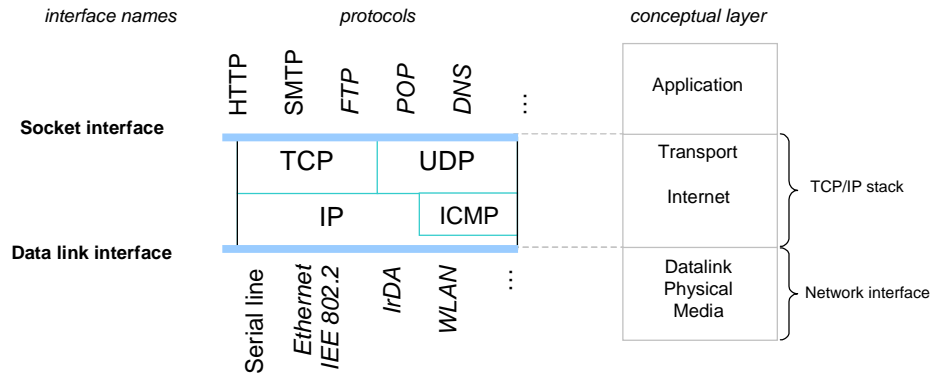 interface names
protocols
conceptual layer
HTTP
SMTP
FTP
POP
DNS
...
Application
Socket interface
TCP
UDP
Transport
IP
ICMP
Internet
TCP/IP stack
Data link interface
Serial line
Ethernet
IEE 802.2
IrDA
WLAN
...
Datalink
Physical
Media
Network interface